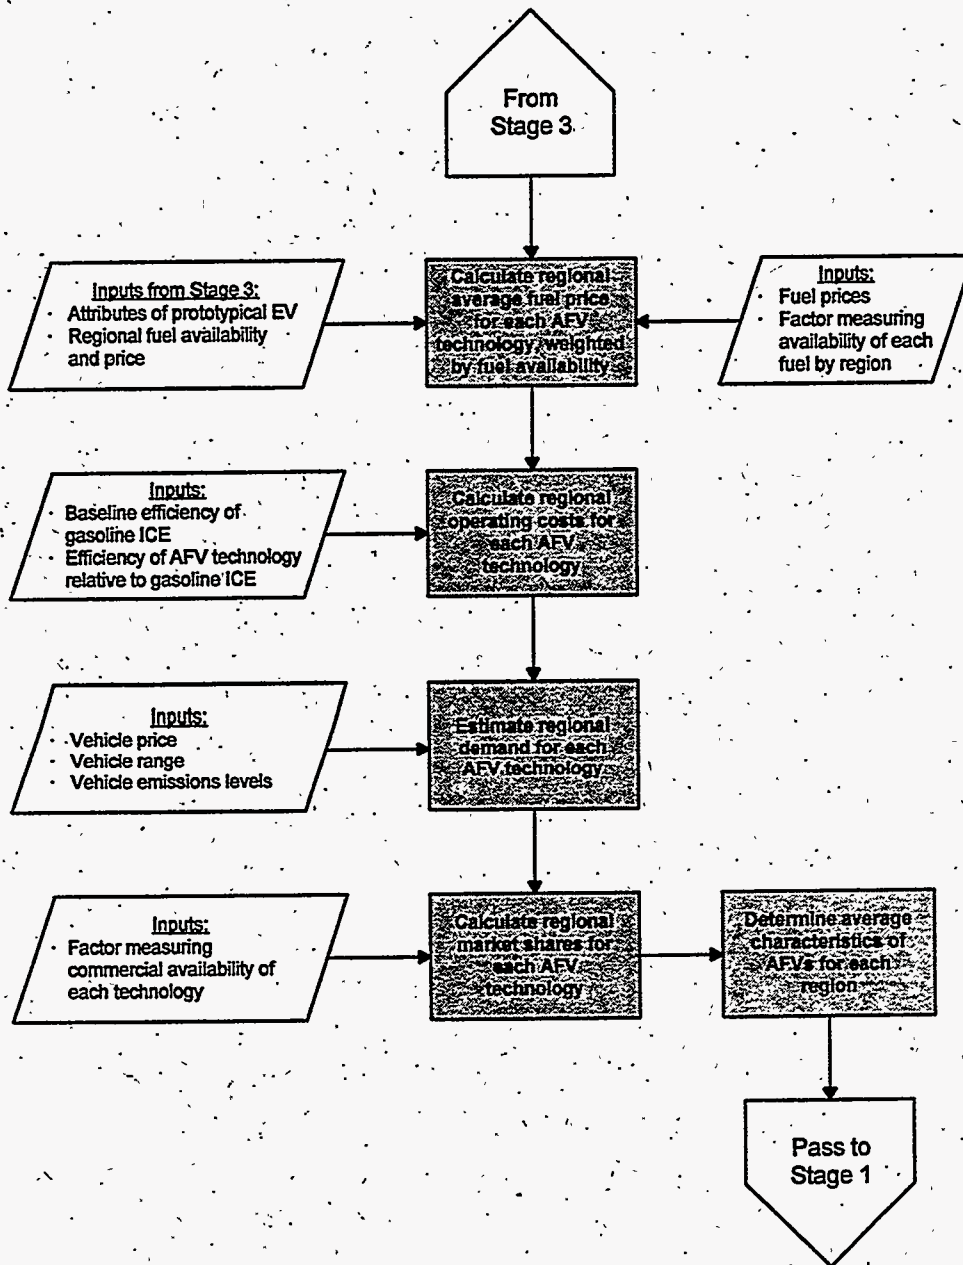 From
Stage 3
Inputs from Stage 3:
· Attributes of prototypical EV
· Regional fuel availability
and price
Calculate regional
average fuel price
for each AFV
technology, weighted
by fuel availability
Inputs:
· Fuel prices
· Factor measuring
availability of each
fuel by region
Inputs:
· Baseline efficiency of
gasoline ICE
· Efficiency of AFV technology
relative to gasoline ICE
Calculate regional
operating costs for
each AFV
technology
Inputs:
· Vehicle price
· Vehicle range
· Vehicle emissions levels
Estimate regional
demand for each
AFV technology
Inputs:
· Factor measuring
commercial availability of
each technology
Calculate regional
market shares for
each AFV
technology
Determine average
characteristics of
AFVs for each
region
Pass to
Stage 1